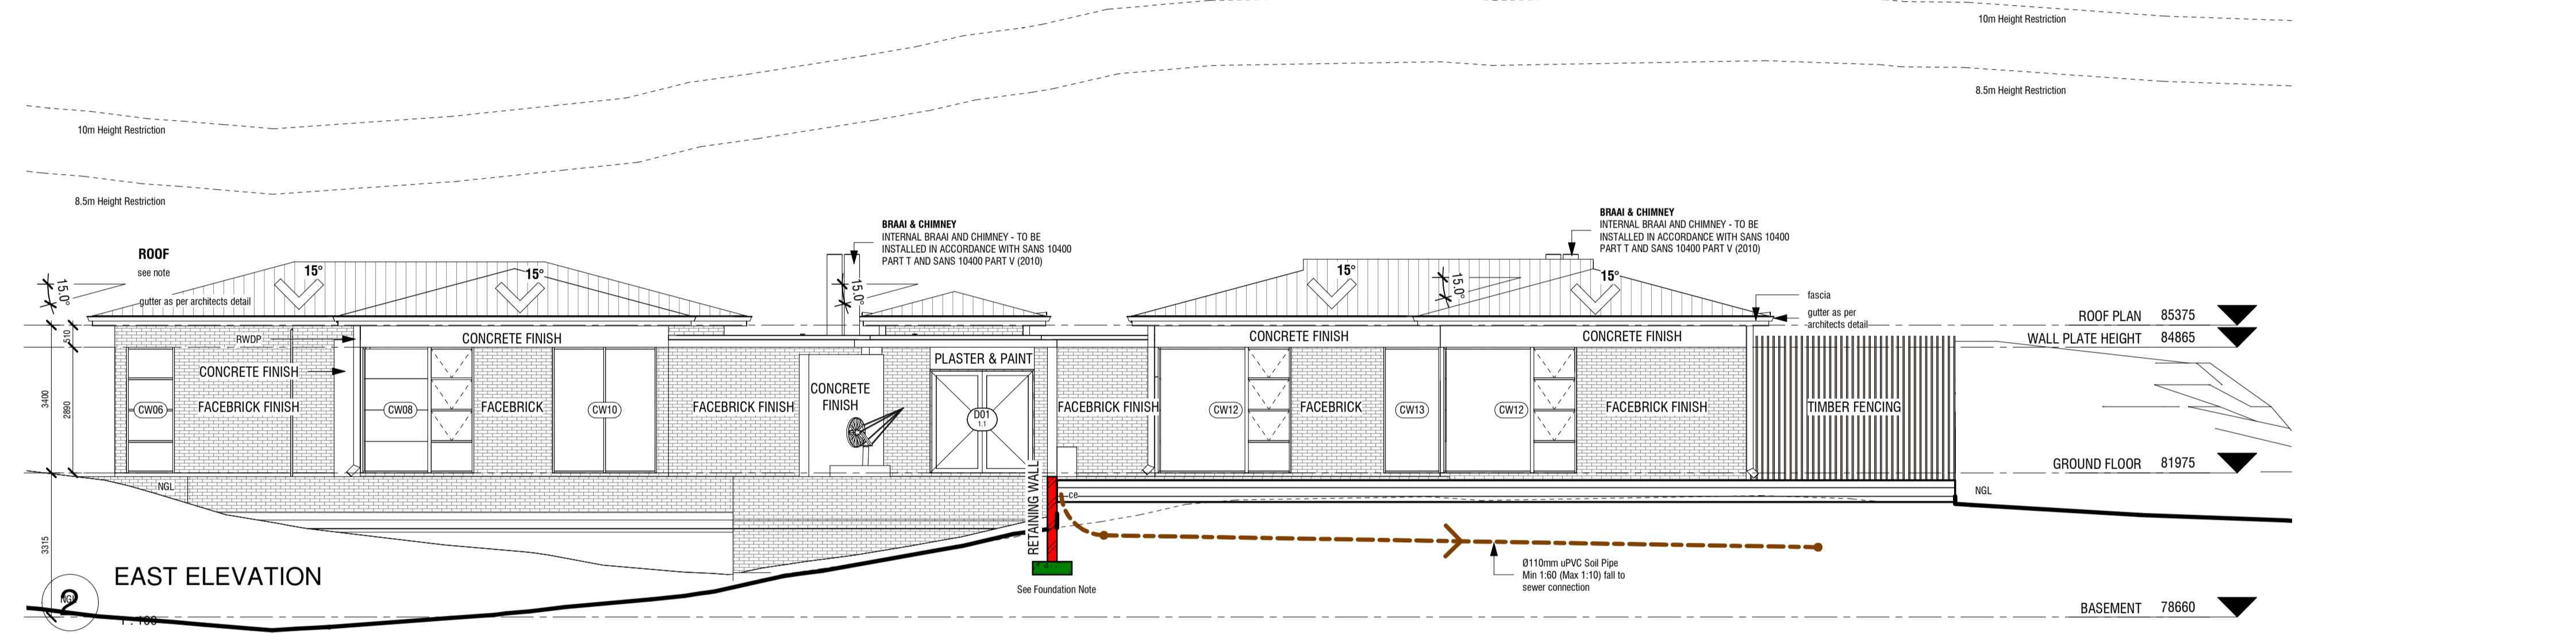 10m Height Restriction
10m Height Restriction
8.5m Height Restriction
8.5m Height Restriction
BRAAI & CHIMNEY
INTERNAL BRAAI AND CHIMNEY - TO BE
INSTALLED IN ACCORDANCE WITH SANS 10400
PART T AND SANS 10400 PART V (2010)
BRAAI & CHIMNEY
INTERNAL BRAAI AND CHIMNEY - TO BE
INSTALLED IN ACCORDANCE WITH SANS 10400
PART T AND SANS 10400 PART V (2010)
ROOF
see note
15.0°
gutter as per architects detail
15°
15°
15.0°
15°
15.0°
15°
fascia
gutter as per
architects detail
ROOF PLAN 85375
WALL PLATE HEIGHT 84865
510
RWDP
CONCRETE FINISH
CONCRETE FINISH
CONCRETE FINISH
PLASTER & PAINT
CONCRETE FINISH
CONCRETE
FINISH
3400
2890
CW06
FACEBRICK FINISH
CW08
FACEBRICK
CW10
FACEBRICK FINISH
D01
1.1
FACEBRICK FINISH
CW12
FACEBRICK
CW13
CW12
FACEBRICK FINISH
TIMBER FENCING
GROUND FLOOR 81975
NGL
NGL
RETAINING WALL
ce
3315
Ø110mm uPVC Soil Pipe
Min 1:60 (Max 1:10) fall to
sewer connection
See Foundation Note
EAST ELEVATION
2
NGL
1 : 100
BASEMENT 78660